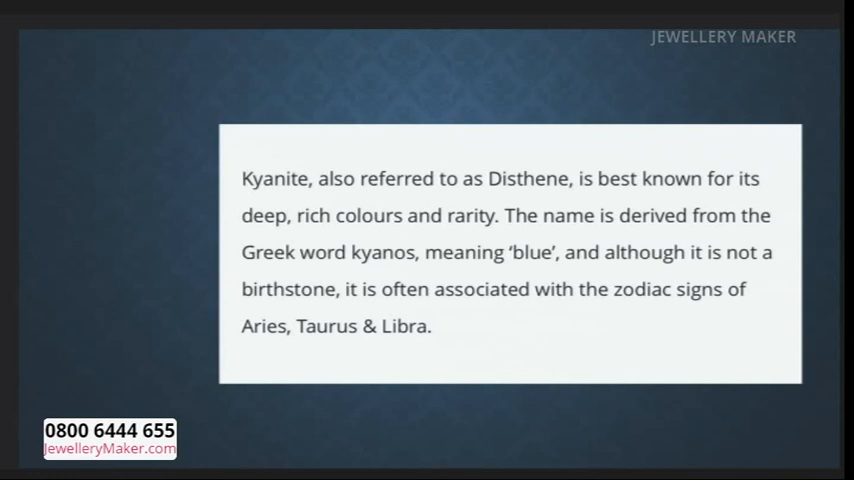 JEWELLERY MAKER
Kyanite, also referred to as Disthene, is best known for its
deep, rich colours and rarity. The name is derived from the
Greek word kyanos, meaning ‘blue’, and although it is not a
birthstone, it is often associated with the zodiac signs of
Aries, Taurus & Libra.
0800 6444 655
JewelleryMaker.com